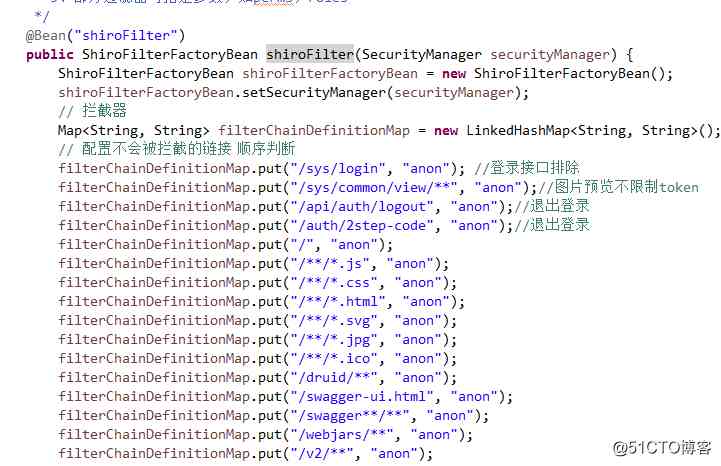 */
@Bean("shiroFilter")
public ShiroFilterFactoryBean shiroFilter(SecurityManager securityManager) {
ShiroFilterFactoryBean shiroFilterFactoryBean = new ShiroFilterFactoryBean();
shiroFilterFactoryBean.setSecurityManager(securityManager);
// 拦截器
Map<String, String> filterChainDefinitionMap = new LinkedHashMap<String, String>();
// 配置不会被拦截的链接 顺序判断
filterChainDefinitionMap.put("/sys/login", "anon"); //登录接口排除
filterChainDefinitionMap.put("/sys/common/view/**", "anon");//图片预览不限制token
filterChainDefinitionMap.put("/api/auth/logout", "anon");//退出登录
filterChainDefinitionMap.put("/auth/2step-code", "anon");//退出登录
filterChainDefinitionMap.put("/", "anon");
filterChainDefinitionMap.put("/**/*.js", "anon");
filterChainDefinitionMap.put("/**/*.css", "anon");
filterChainDefinitionMap.put("/**/*.html", "anon");
filterChainDefinitionMap.put("/**/*.svg", "anon");
filterChainDefinitionMap.put("/**/*.jpg", "anon");
filterChainDefinitionMap.put("/**/*.ico", "anon");
filterChainDefinitionMap.put("/druid/**", "anon");
filterChainDefinitionMap.put("/swagger-ui.html", "anon");
filterChainDefinitionMap.put("/swagger**/**", "anon");
filterChainDefinitionMap.put("/webjars/**", "anon");
filterChainDefinitionMap.put("/v2/**", "anon");
@51CTO博客